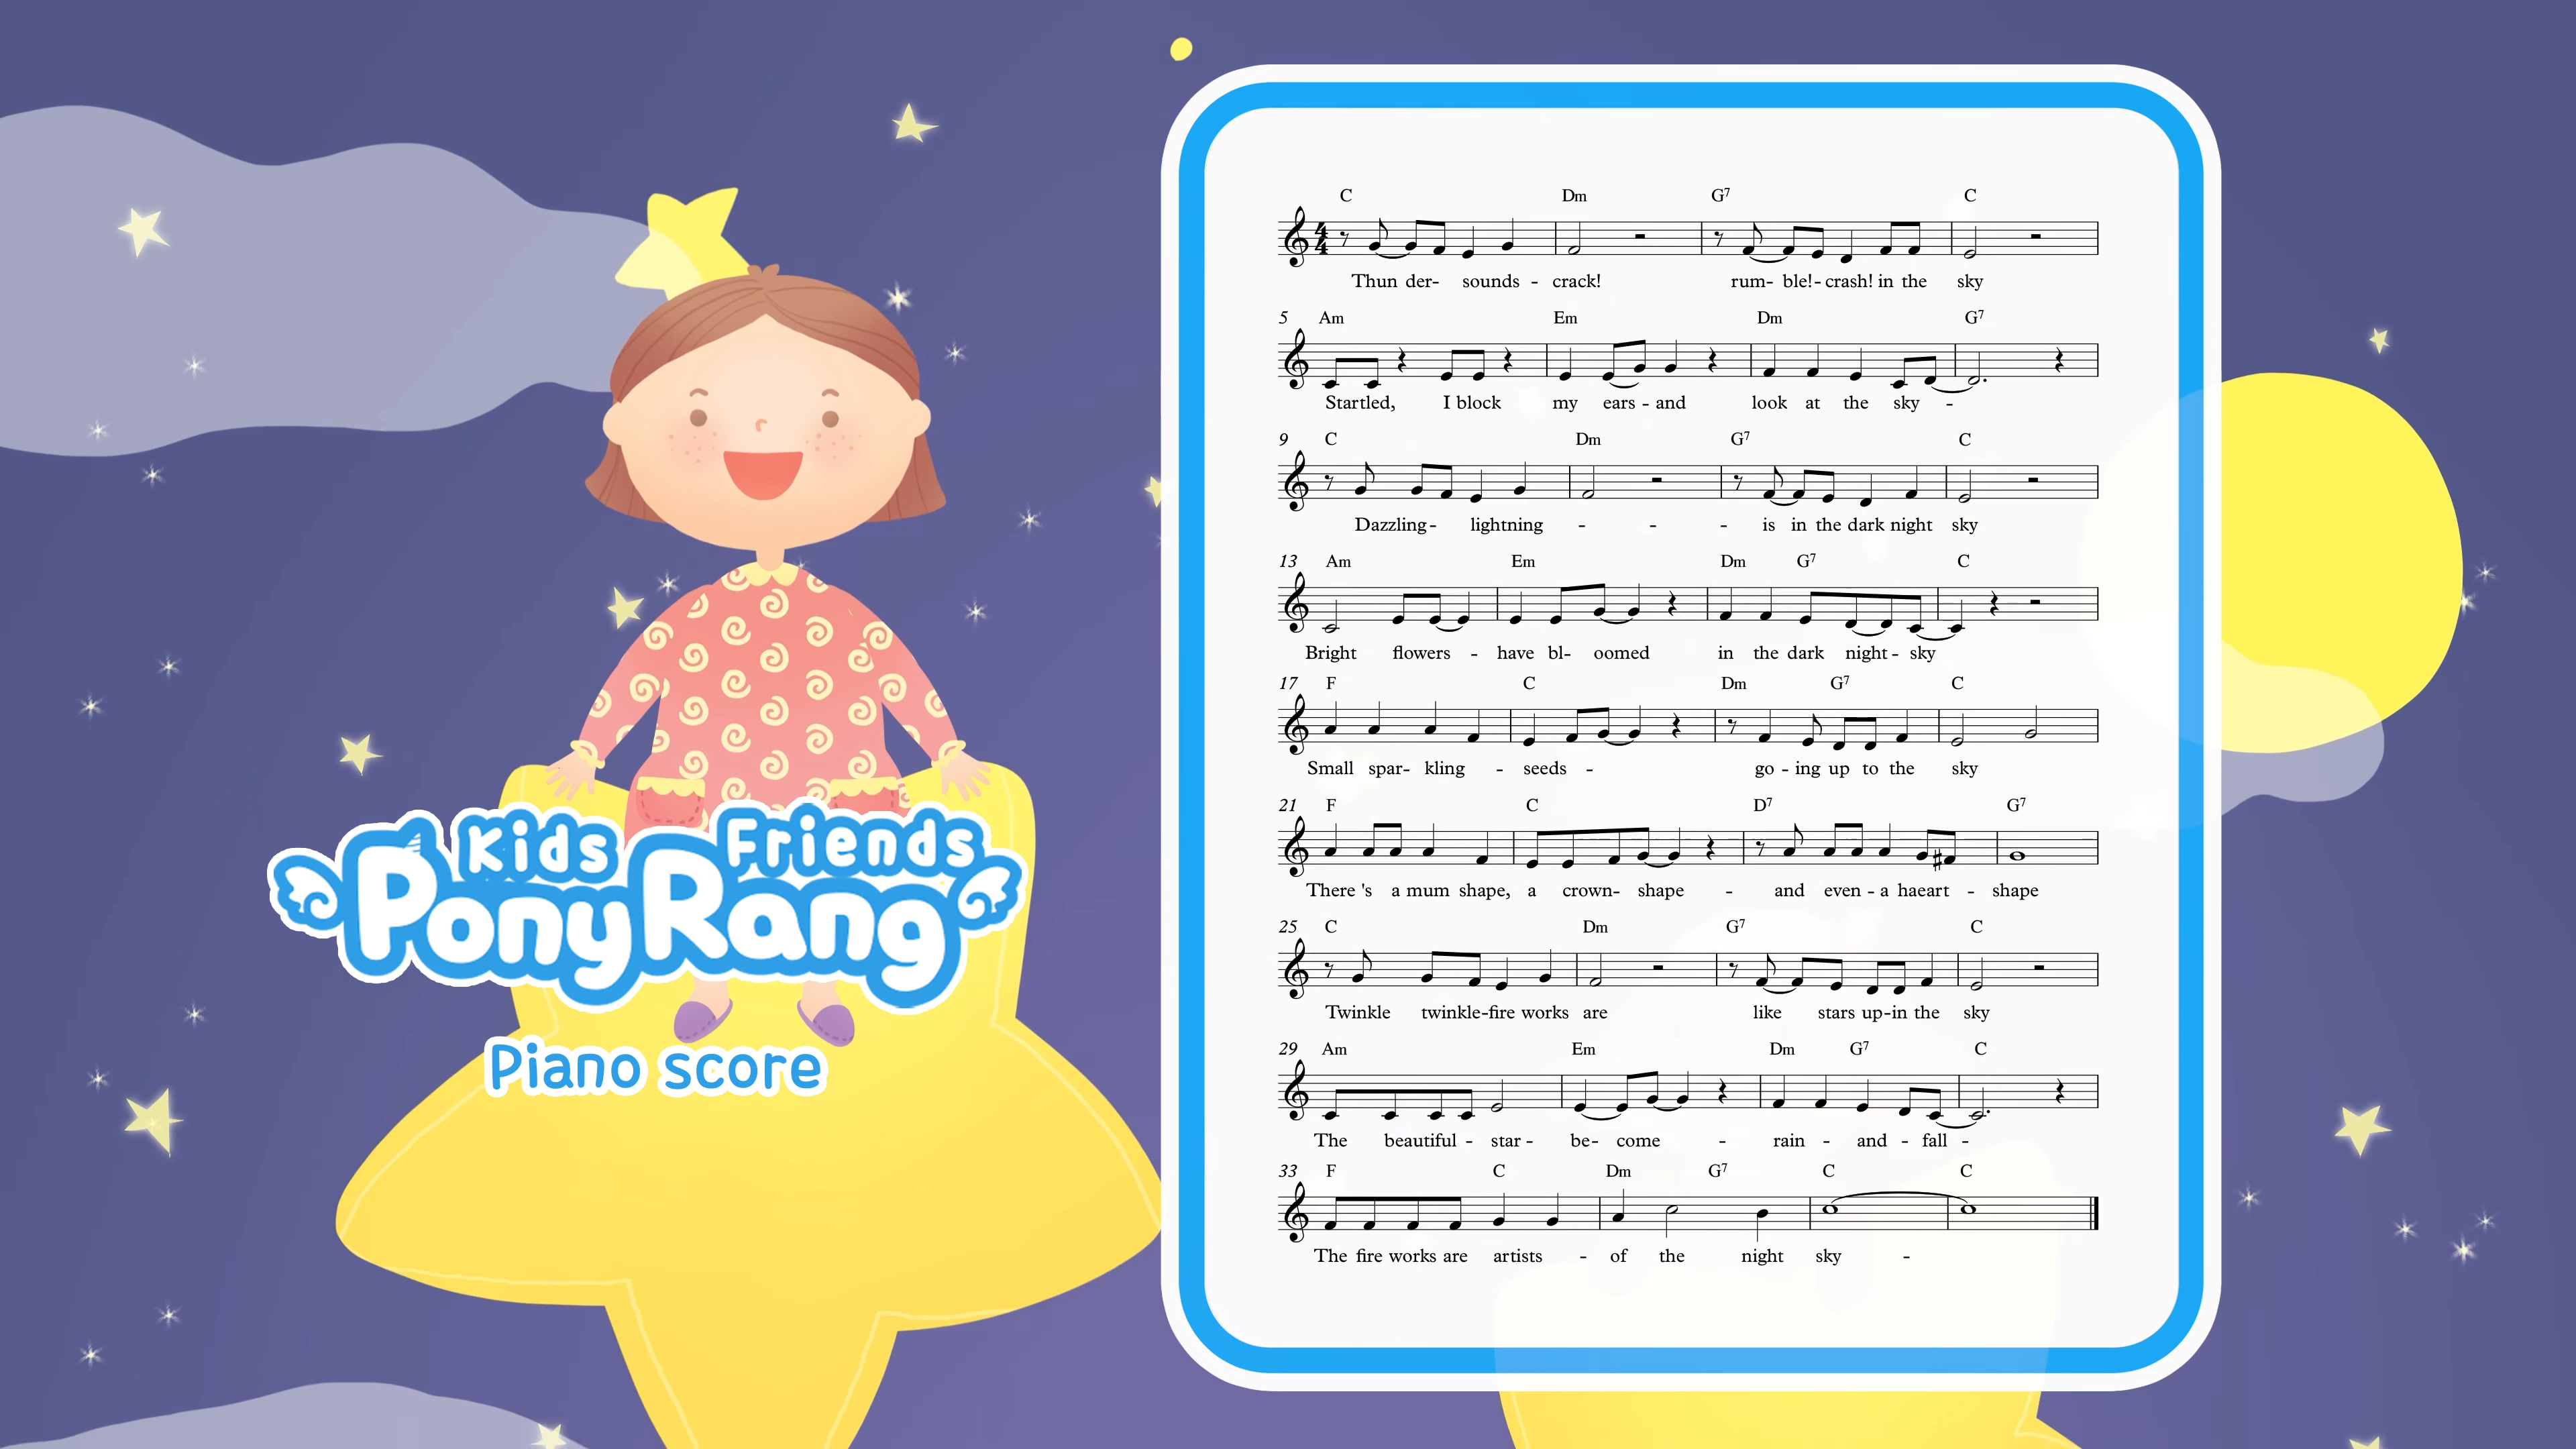 Kids Friends
PonyRang
Piano score
C Dm G7 C
4
4
Thun der- sounds - crack! rum- ble!- crash! in the sky
5 Am Em Dm G7
Startled, I block my ears - and look at the sky -
9 C Dm G7 C
Dazzling- lightning - - - is in the dark night sky
13 Am Em Dm G7 C
Bright flowers - have bl- oomed in the dark night - sky
17 F C Dm G7 C
Small spar- kling - seeds - go - ing up to the sky
21 F C D7 G7
There 's a mum shape, a crown- shape - and even - a haeart - shape
25 C Dm G7 C
Twinkle twinkle-fire works are like stars up-in the sky
29 Am Em Dm G7 C
The beautiful - star - be- come - rain - and - fall -
33 F C Dm G7 C C
The fire works are artists - of the night sky -